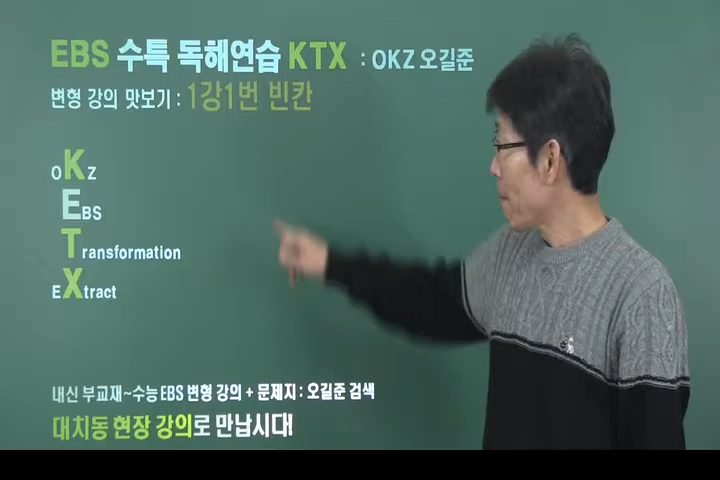 EBS 수특 독해연습 KTX : OKZ 오길준
변형 강의 맛보기 : 1강1번 빈칸
OKZ
EBS
Transformation
EXtract
내신 부교재~수능 EBS 변형 강의 + 문제지 : 오길준 검색
대치동 현장 강의로 만납시다!